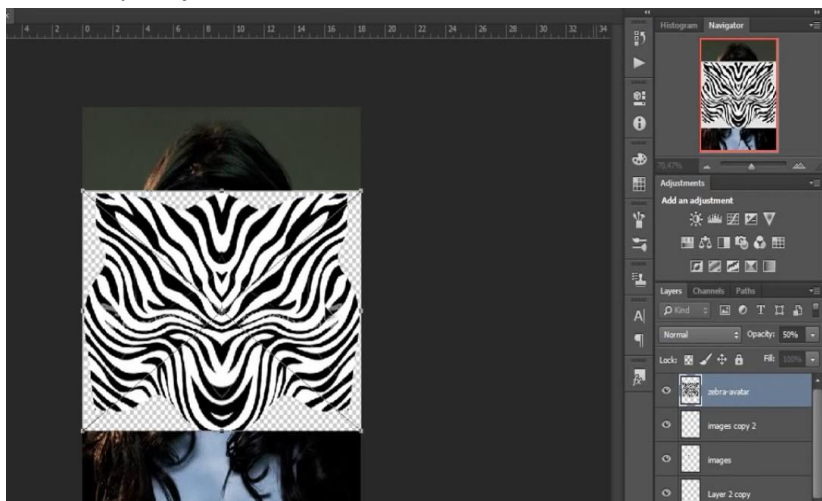 Histogram Navigator
4 2 0 2 4 6 8 10 12 14 16 18 20 22 24 26 28 30 32 34
70,47%
Adjustments
Add an adjustment
Layers Channels Paths
Kind
Normal Opacity: 50%
Lock: Fill: 100%
zebra-avatar
images copy 2
images
Layer 2 copy